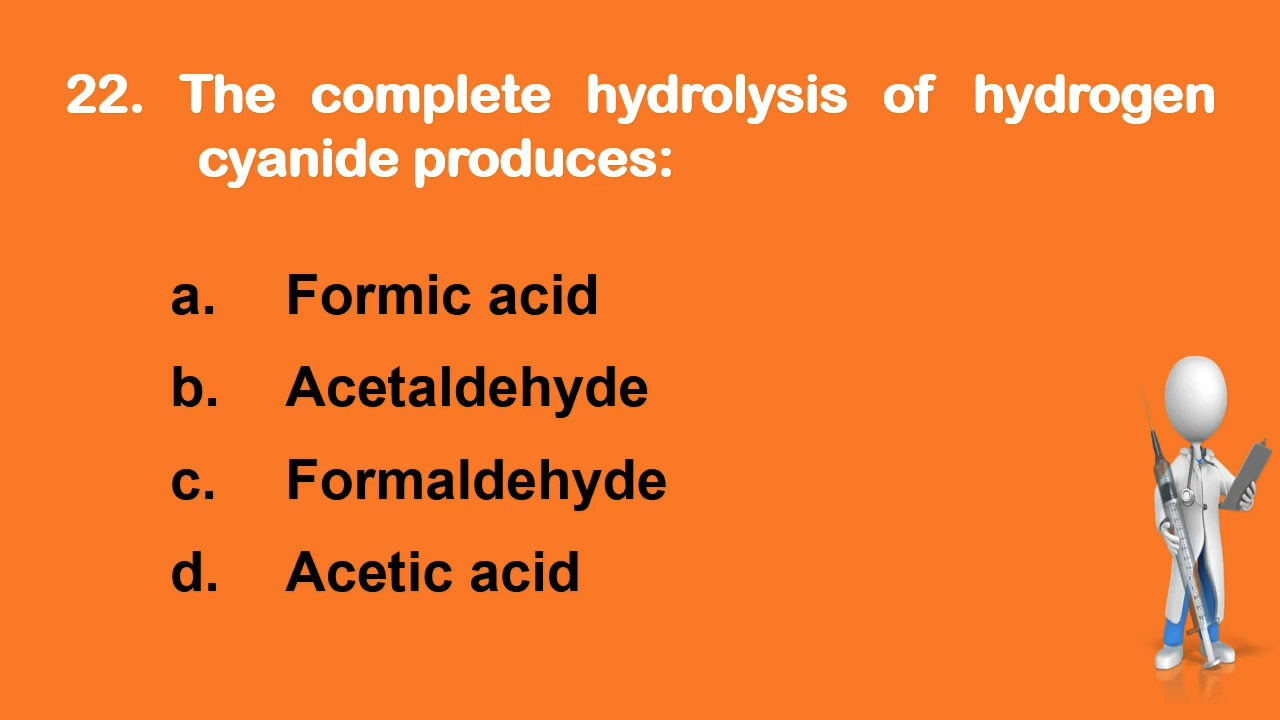 22. The complete hydrolysis of hydrogen
cyanide produces:
a. Formic acid
b. Acetaldehyde
c. Formaldehyde
d. Acetic acid